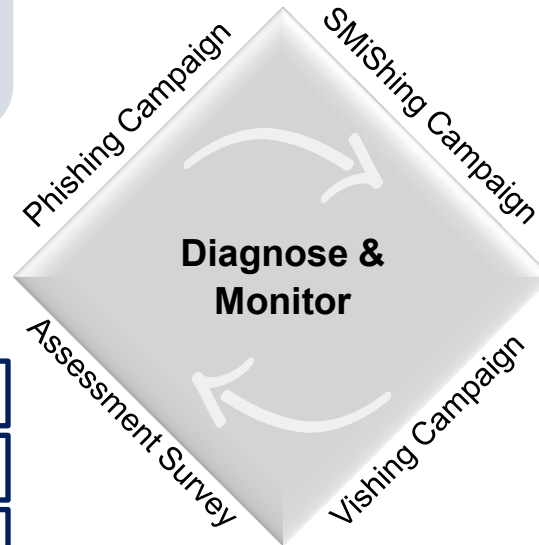 Phishing Campaign
SMiShing Campaign
Diagnose &
Monitor
Assessment Survey
Vishing Campaign